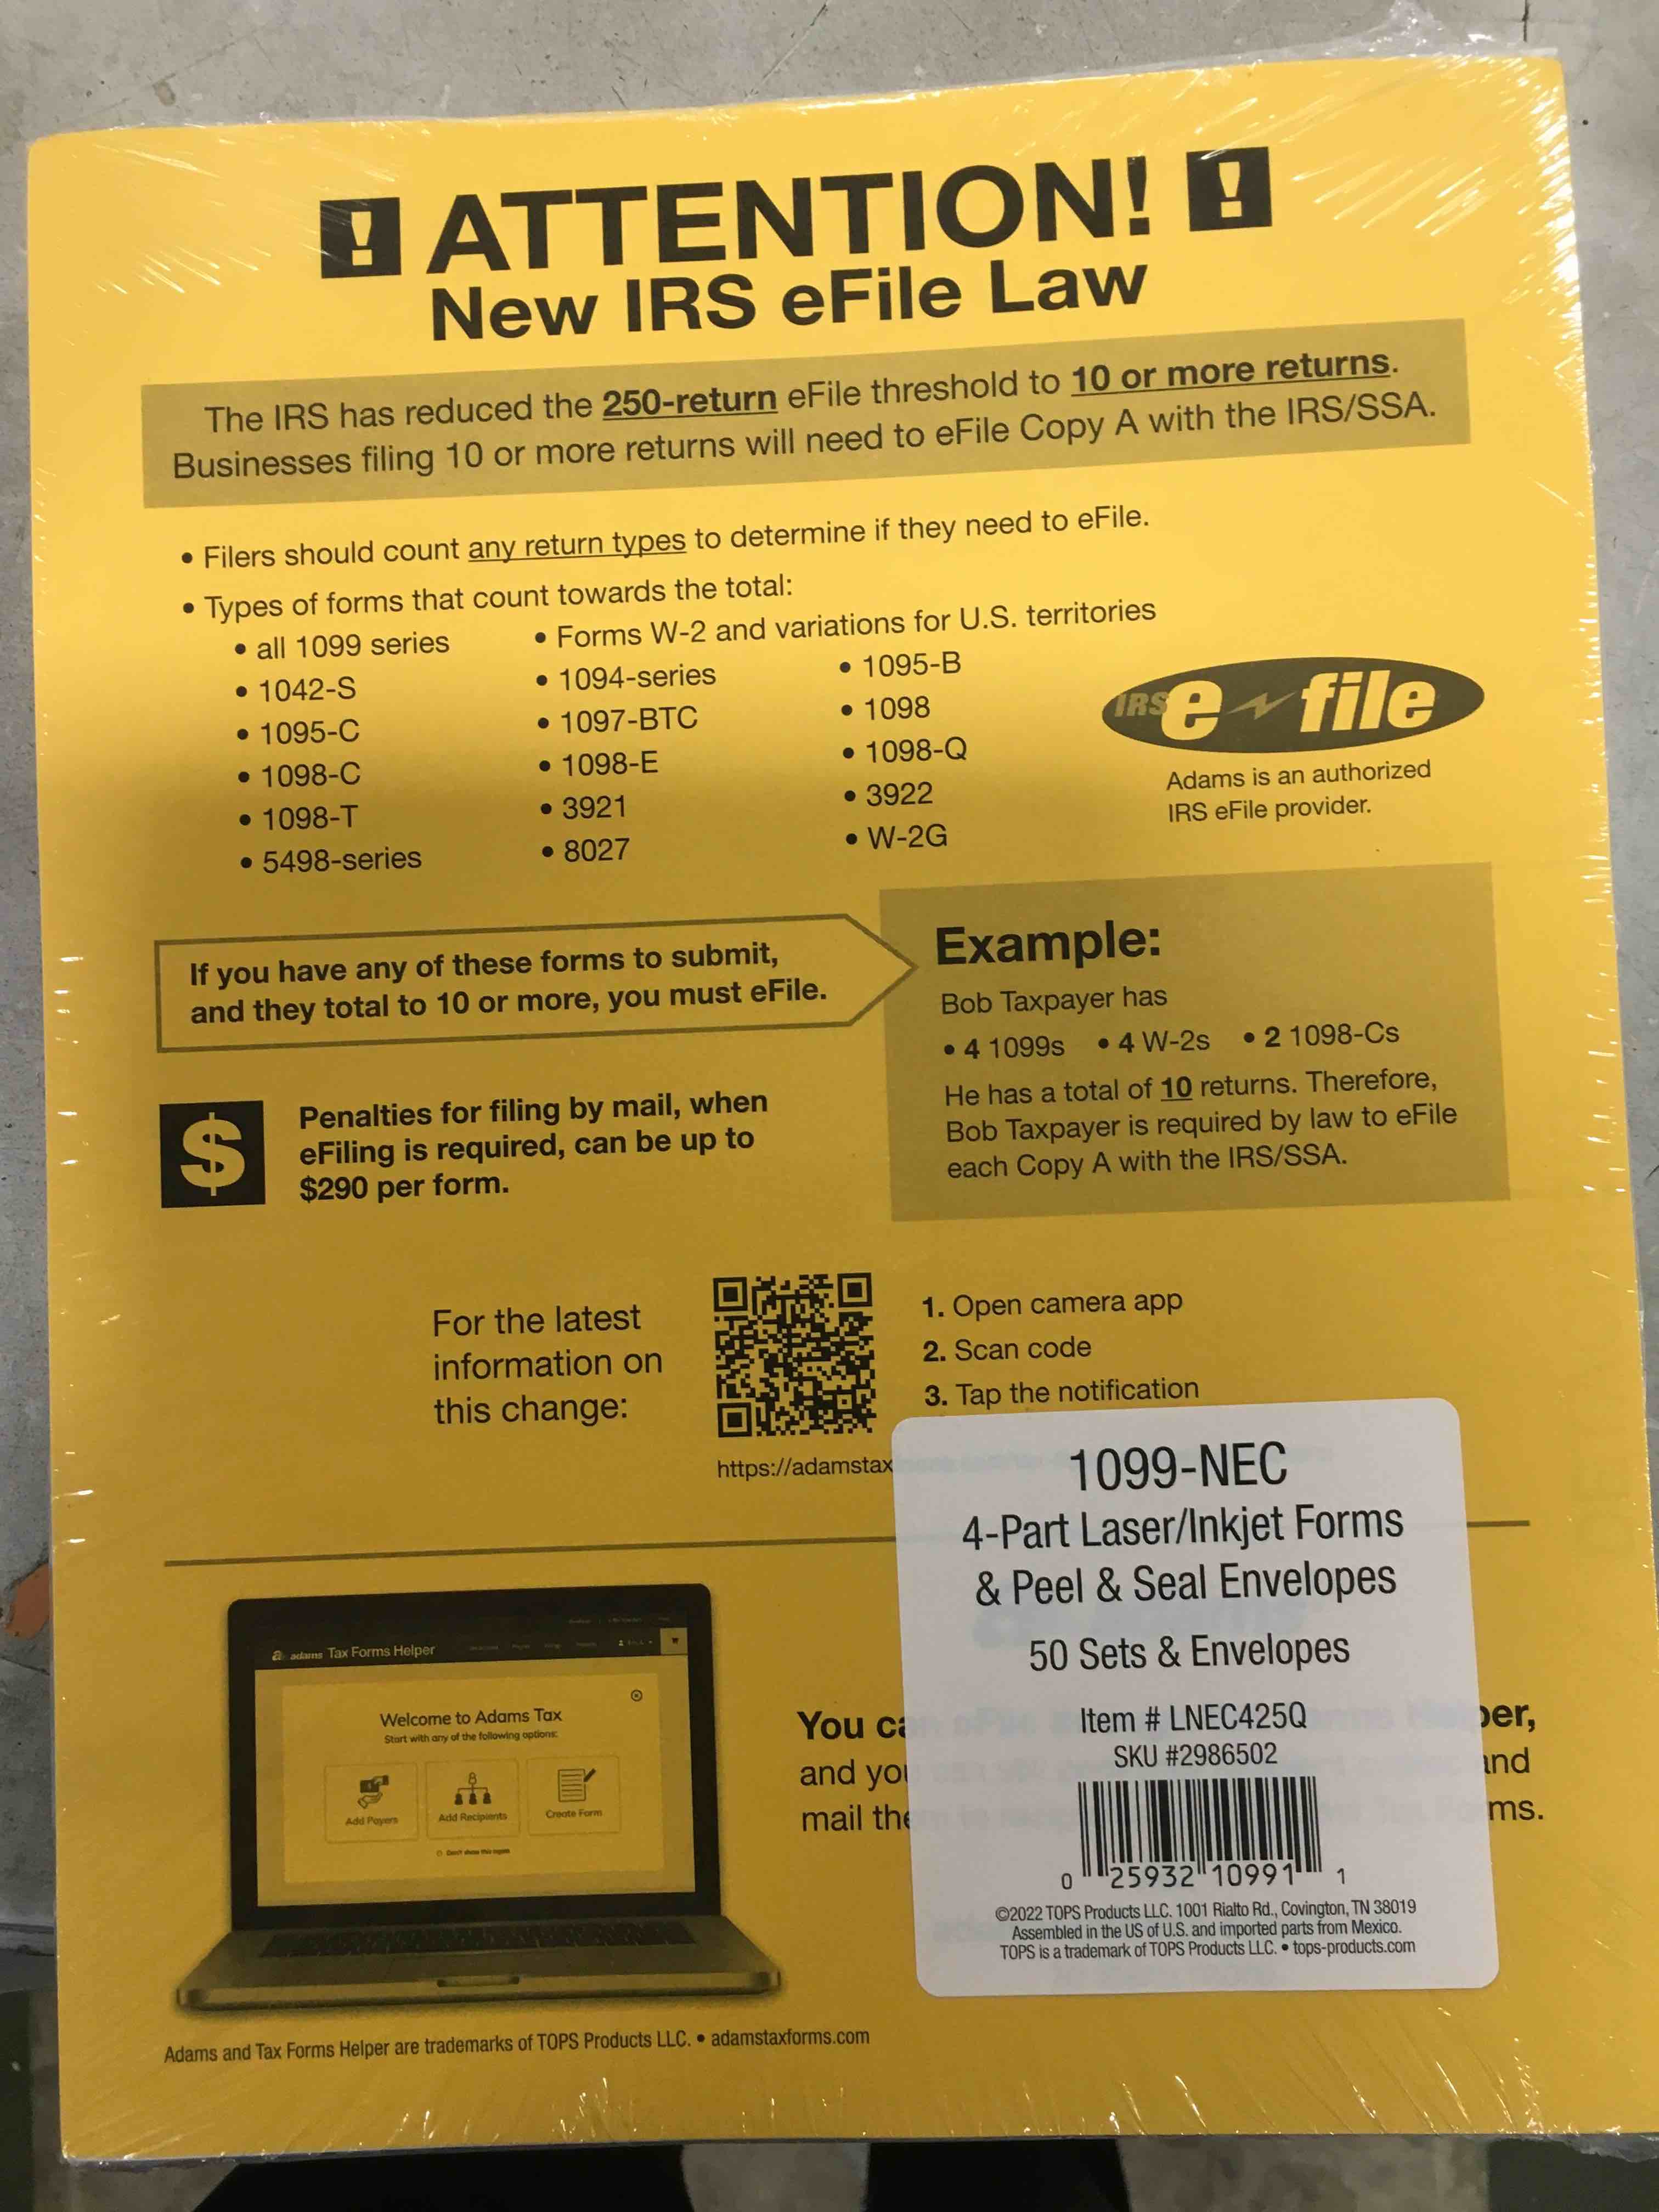 ! ATTENTION! !
New IRS eFile Law
The IRS has reduced the 250-return eFile threshold to 10 or more returns.
Businesses filing 10 or more returns will need to eFile Copy A with the IRS/SSA.
• Filers should count any return types to determine if they need to eFile.
• Types of forms that count towards the total:
• all 1099 series
• 1042-S
• 1095-C
• 1098-C
• 1098-T
• 5498-series
• Forms W-2 and variations for U.S. territories
• 1094-series
• 1097-BTC
• 1098-E
• 3921
• 8027
• 1095-B
• 1098
• 1098-Q
• 3922
• W-2G
IRS e file
Adams is an authorized
IRS eFile provider.
If you have any of these forms to submit,
and they total to 10 or more, you must eFile.
Example:
Bob Taxpayer has
• 4 1099s • 4 W-2s • 2 1098-Cs
He has a total of 10 returns. Therefore,
Bob Taxpayer is required by law to eFile
each Copy A with the IRS/SSA.
$
Penalties for filing by mail, when
eFiling is required, can be up to
$290 per form.
For the latest
information on
this change:
https://adamstax
1. Open camera app
2. Scan code
3. Tap the notification
1099-NEC
4-Part Laser/Inkjet Forms
& Peel & Seal Envelopes
50 Sets & Envelopes
Item # LNEC425Q
SKU #2986502
0 25932 10991 1
©2022 TOPS Products LLC. 1001 Rialto Rd., Covington, TN 38019
Assembled in the US of U.S. and imported parts from Mexico.
TOPS is a trademark of TOPS Products LLC. • tops-products.com
adams Tax Forms Helper
Welcome to Adams Tax
Start with any of the following options:
Add Payers
Add Recipients
Create Form
Don't show this again
You ca per,
and you and
mail the ms.
Adams and Tax Forms Helper are trademarks of TOPS Products LLC. • adamstaxforms.com